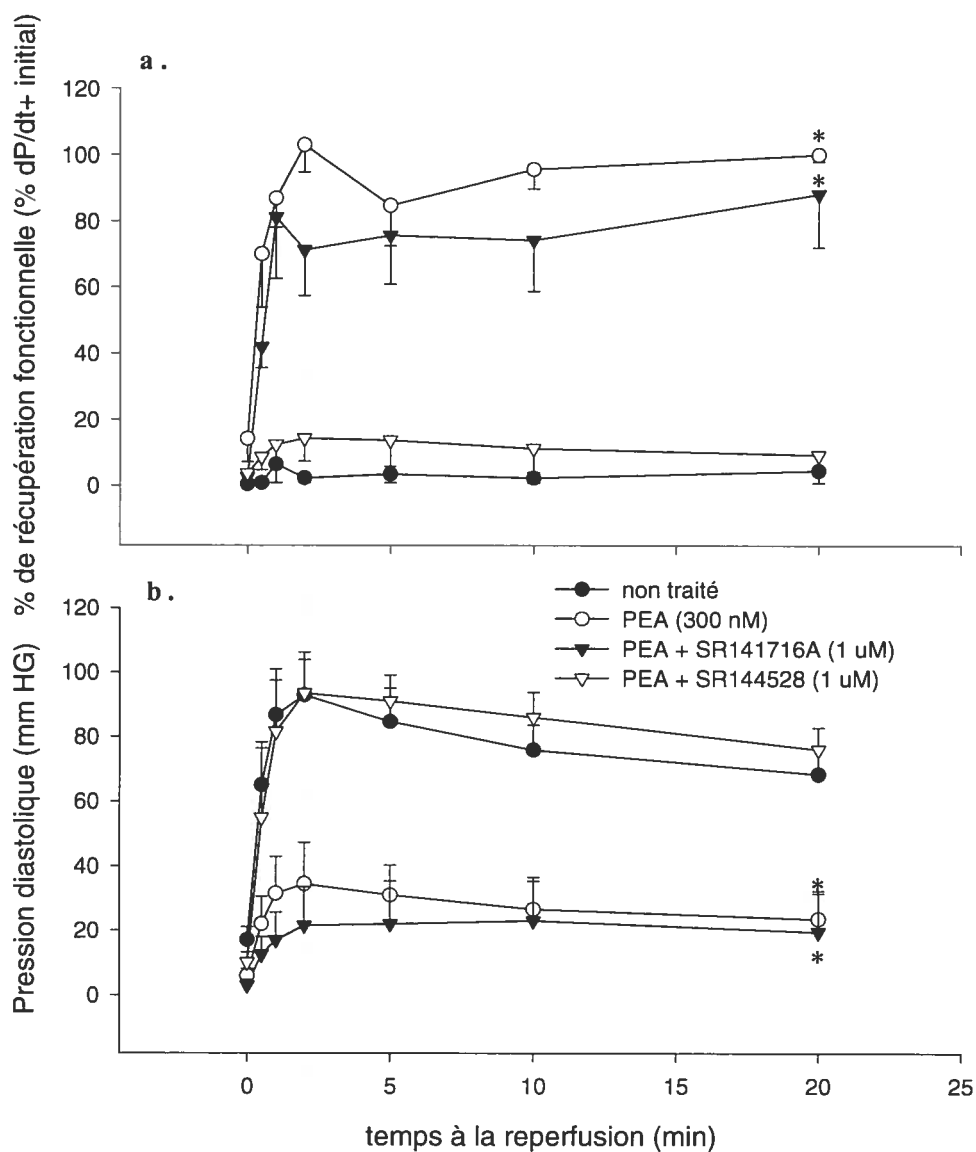 % de récupération fonctionnelle (% dP/dt+ initial)
a.
120
100
80
60
40
20
0
*
*
Pression diastolique (mm HG)
b.
120
100
80
60
40
20
0
non traité
PEA (300 nM)
PEA + SR141716A (1 uM)
PEA + SR144528 (1 uM)
*
*
0 5 10 15 20 25
temps à la reperfusion (min)